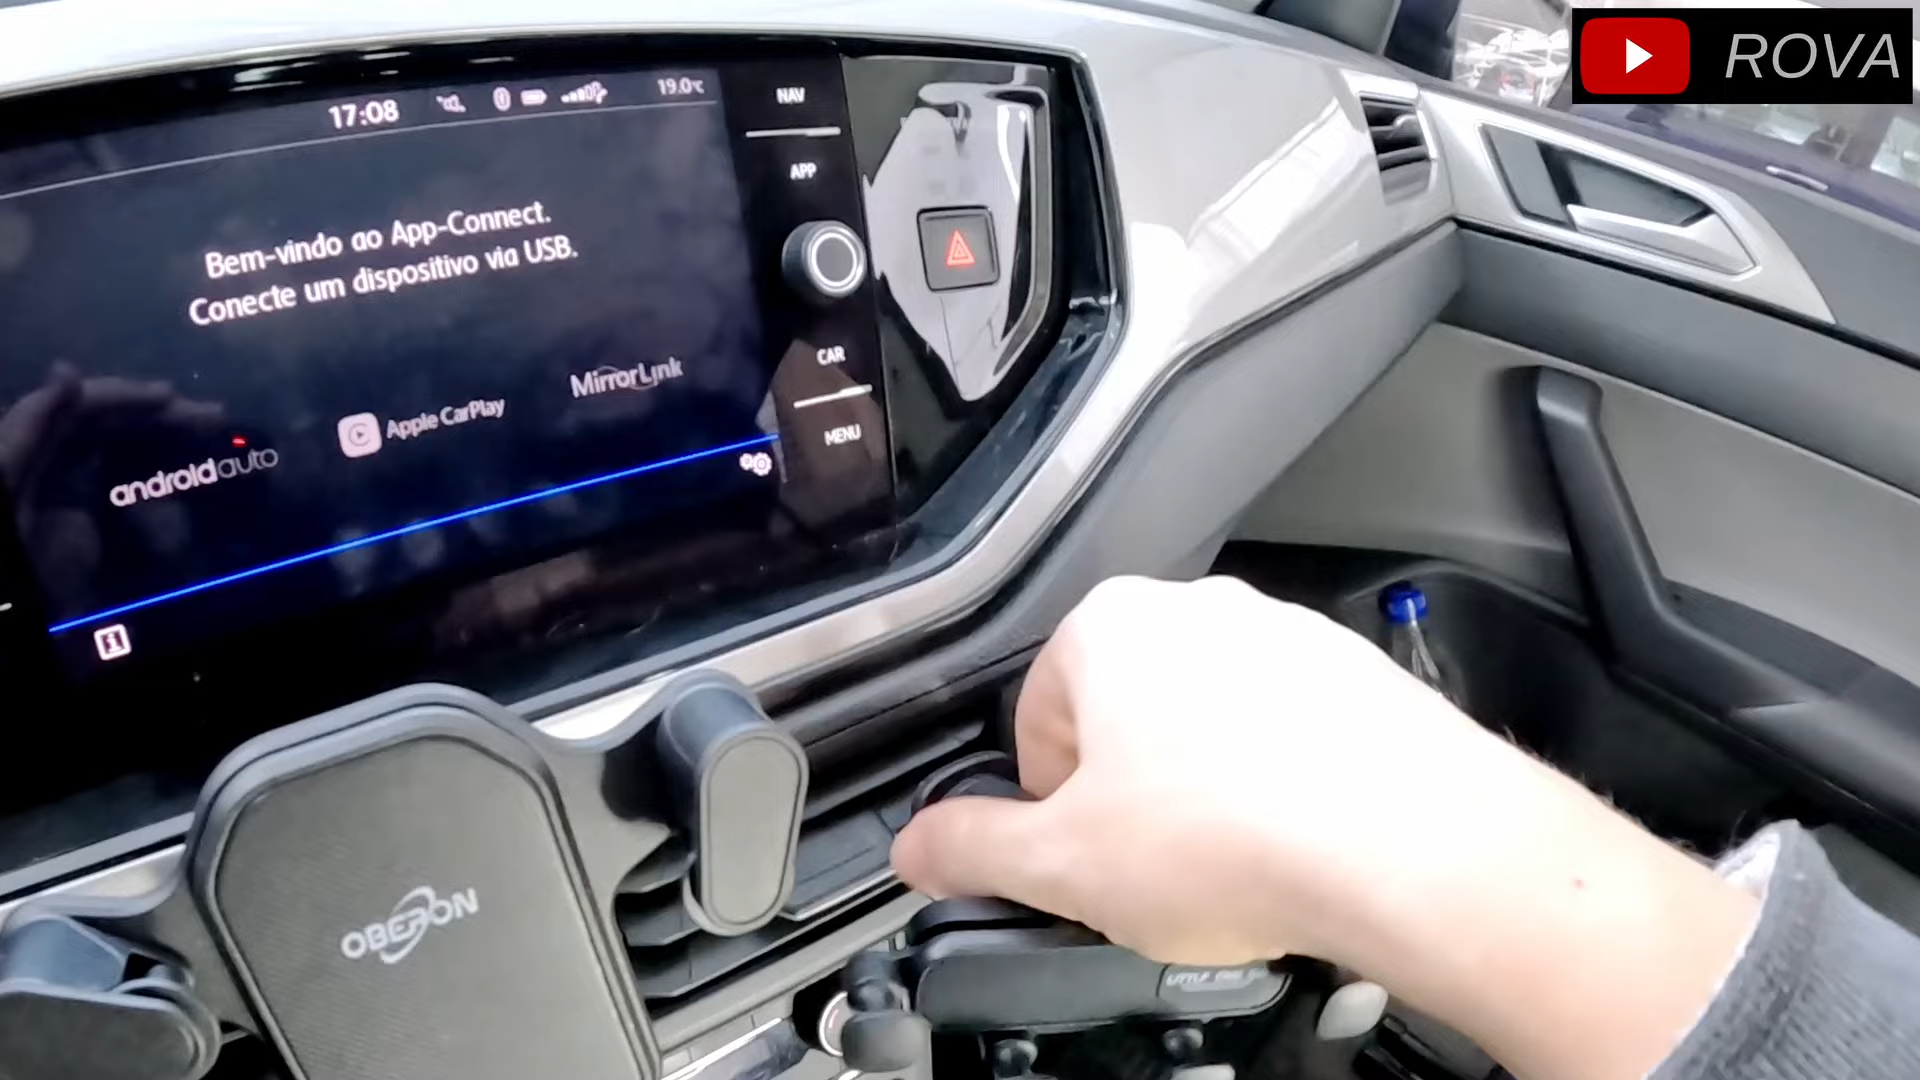 ROVA
17:08
19.0°C
NAV
APP
Bem-vindo ao App-Connect.
Conecte um dispositivo via USB.
CAR
MENU
MirrorLink
Apple CarPlay
androidauto
OBERON